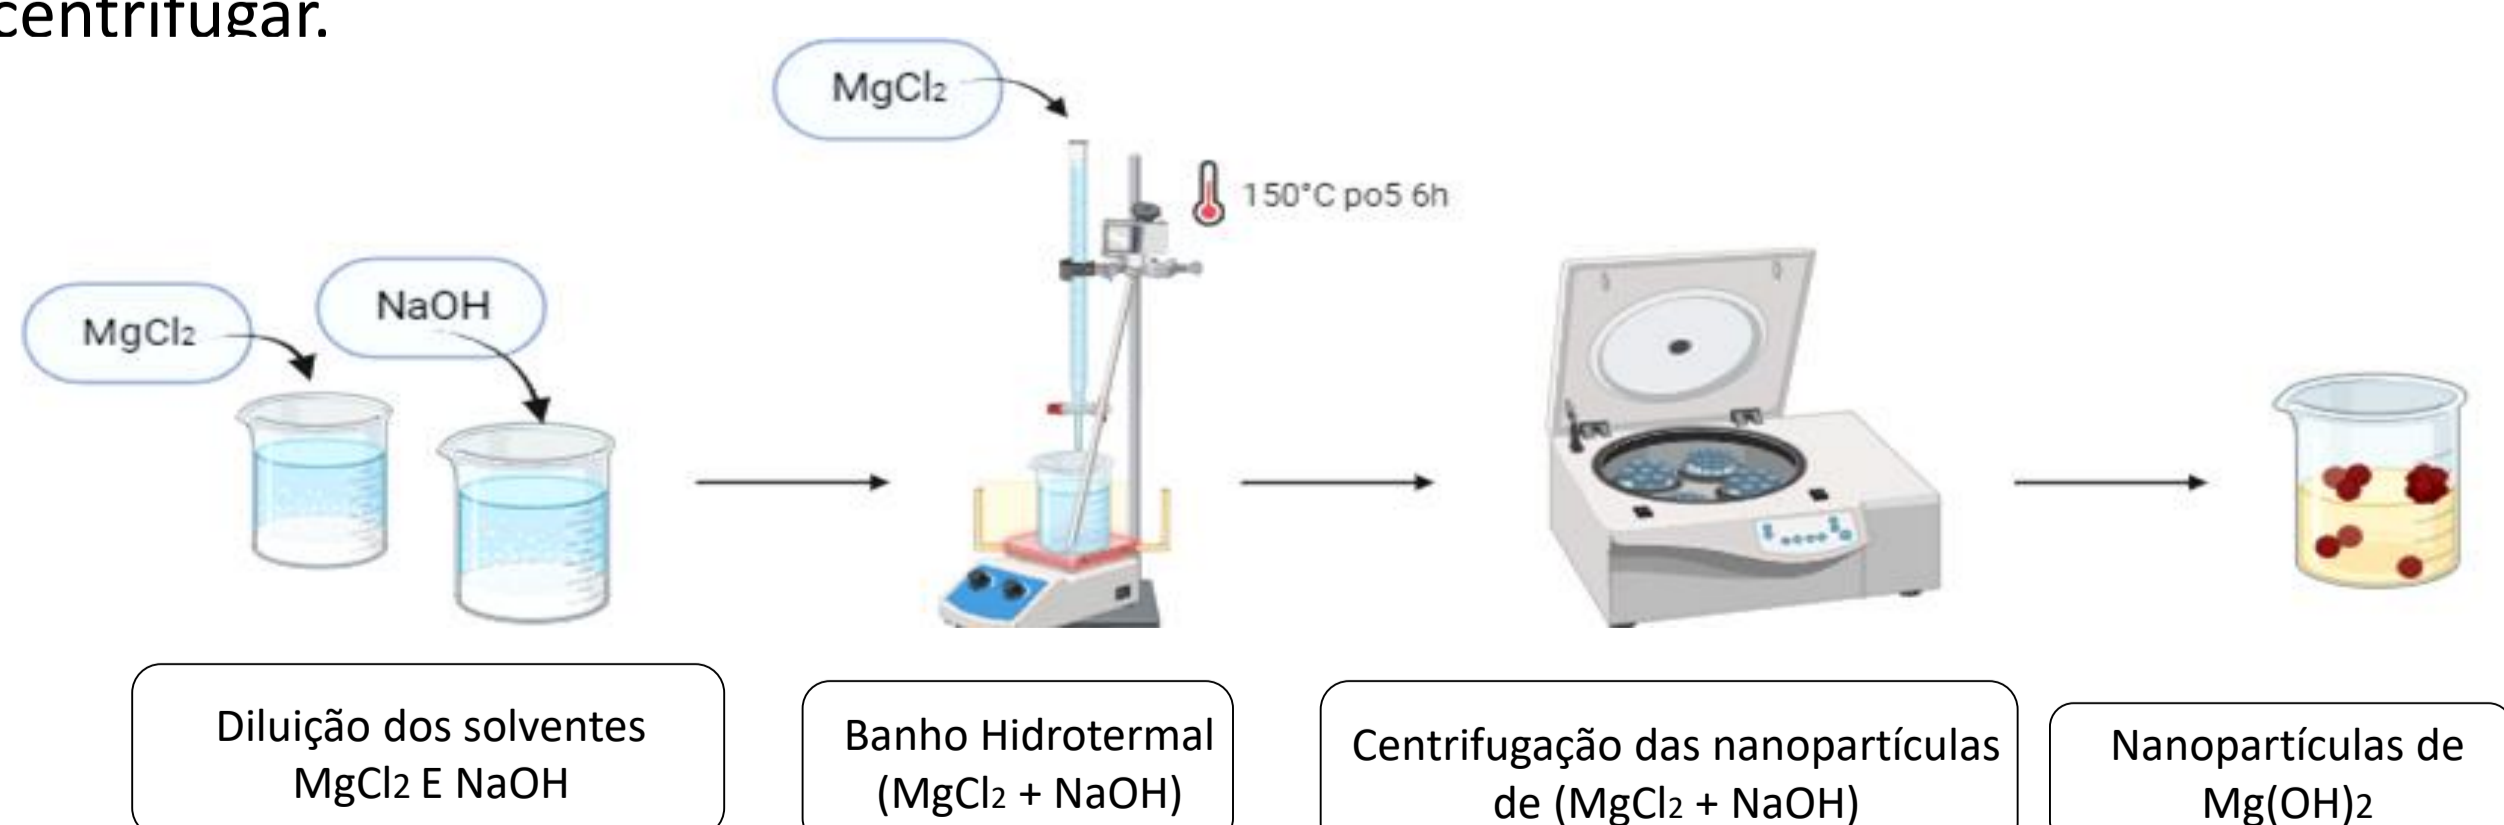 centrifugar.
MgCl2
150°C po5 6h
MgCl2
NaOH
Diluição dos solventes
MgCl2 E NaOH
Banho Hidrotermal
(MgCl2 + NaOH)
Centrifugação das nanopartículas
de (MgCl2 + NaOH)
Nanopartículas de
Mg(OH)2